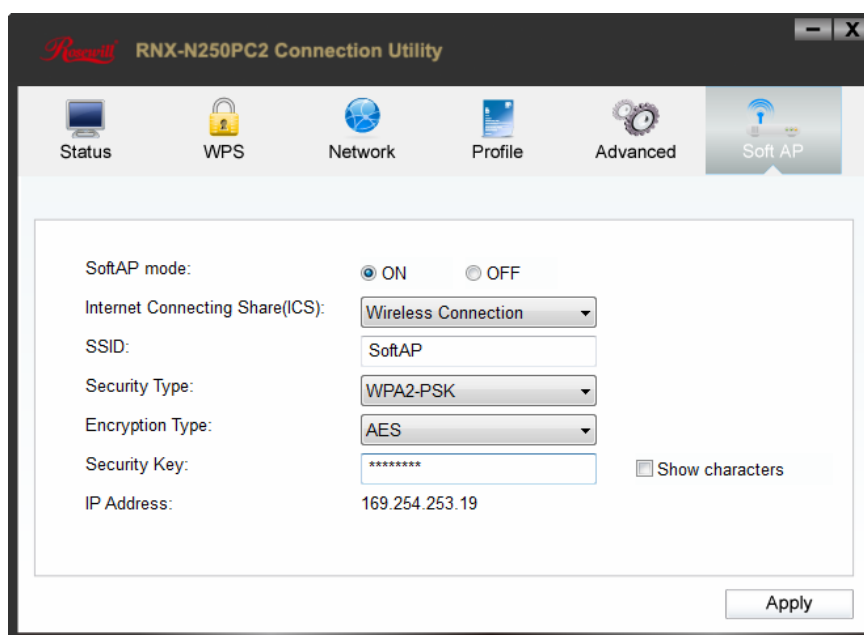 Rosewill RNX-N250PC2 Connection Utility
Status WPS Network Profile Advanced Soft AP
SoftAP mode: ON OFF
Internet Connecting Share(ICS): Wireless Connection
SSID: SoftAP
Security Type: WPA2-PSK
Encryption Type: AES
Security Key: ******** Show characters
IP Address: 169.254.253.19
Apply